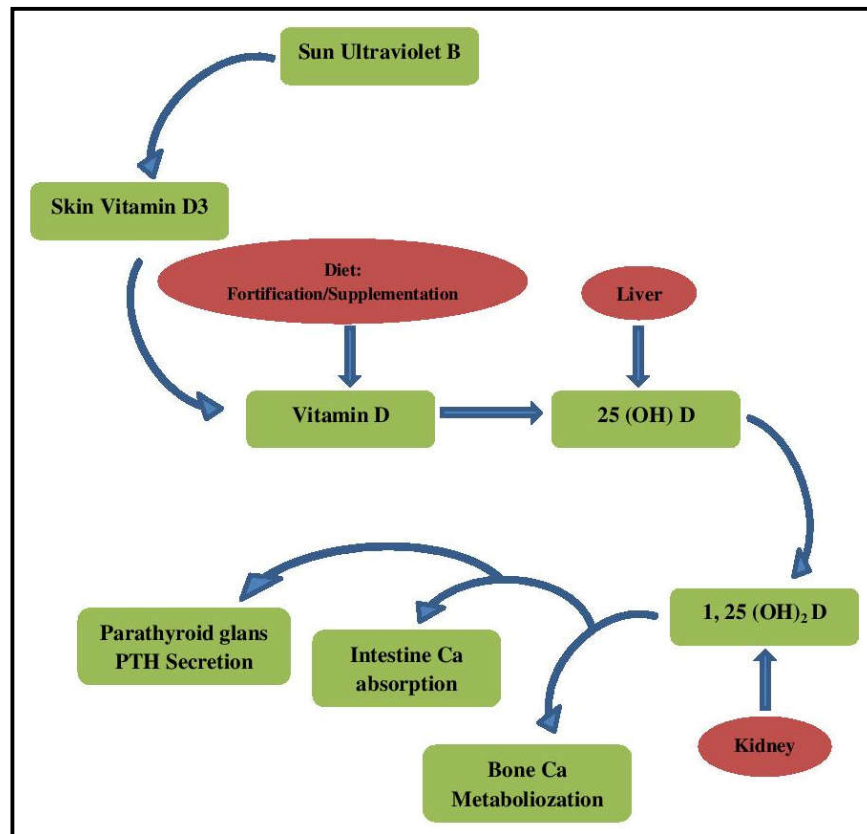 Sun Ultraviolet B
Skin Vitamin D3
Diet:
Fortification/Supplementation
Liver
Vitamin D
25 (OH) D
1, 25 (OH)₂ D
Parathyroid glans
PTH Secretion
Intestine Ca
absorption
Kidney
Bone Ca
Metaboliozation